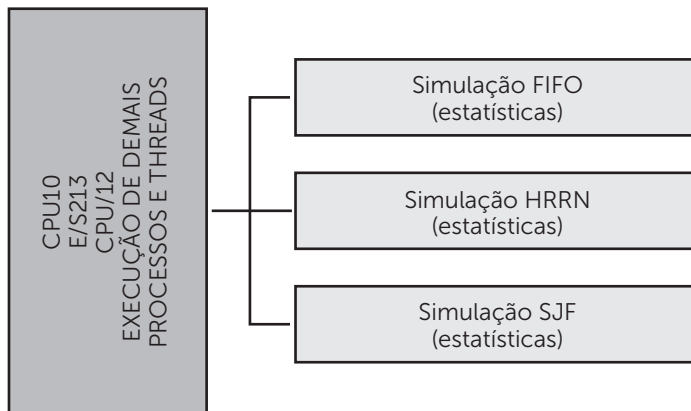 CPU10
E/S213
CPU/12
EXECUÇÃO DE DEMAIS
PROCESSOS E THREADS
Simulação FIFO
(estatísticas)
Simulação HRRN
(estatísticas)
Simulação SJF
(estatísticas)